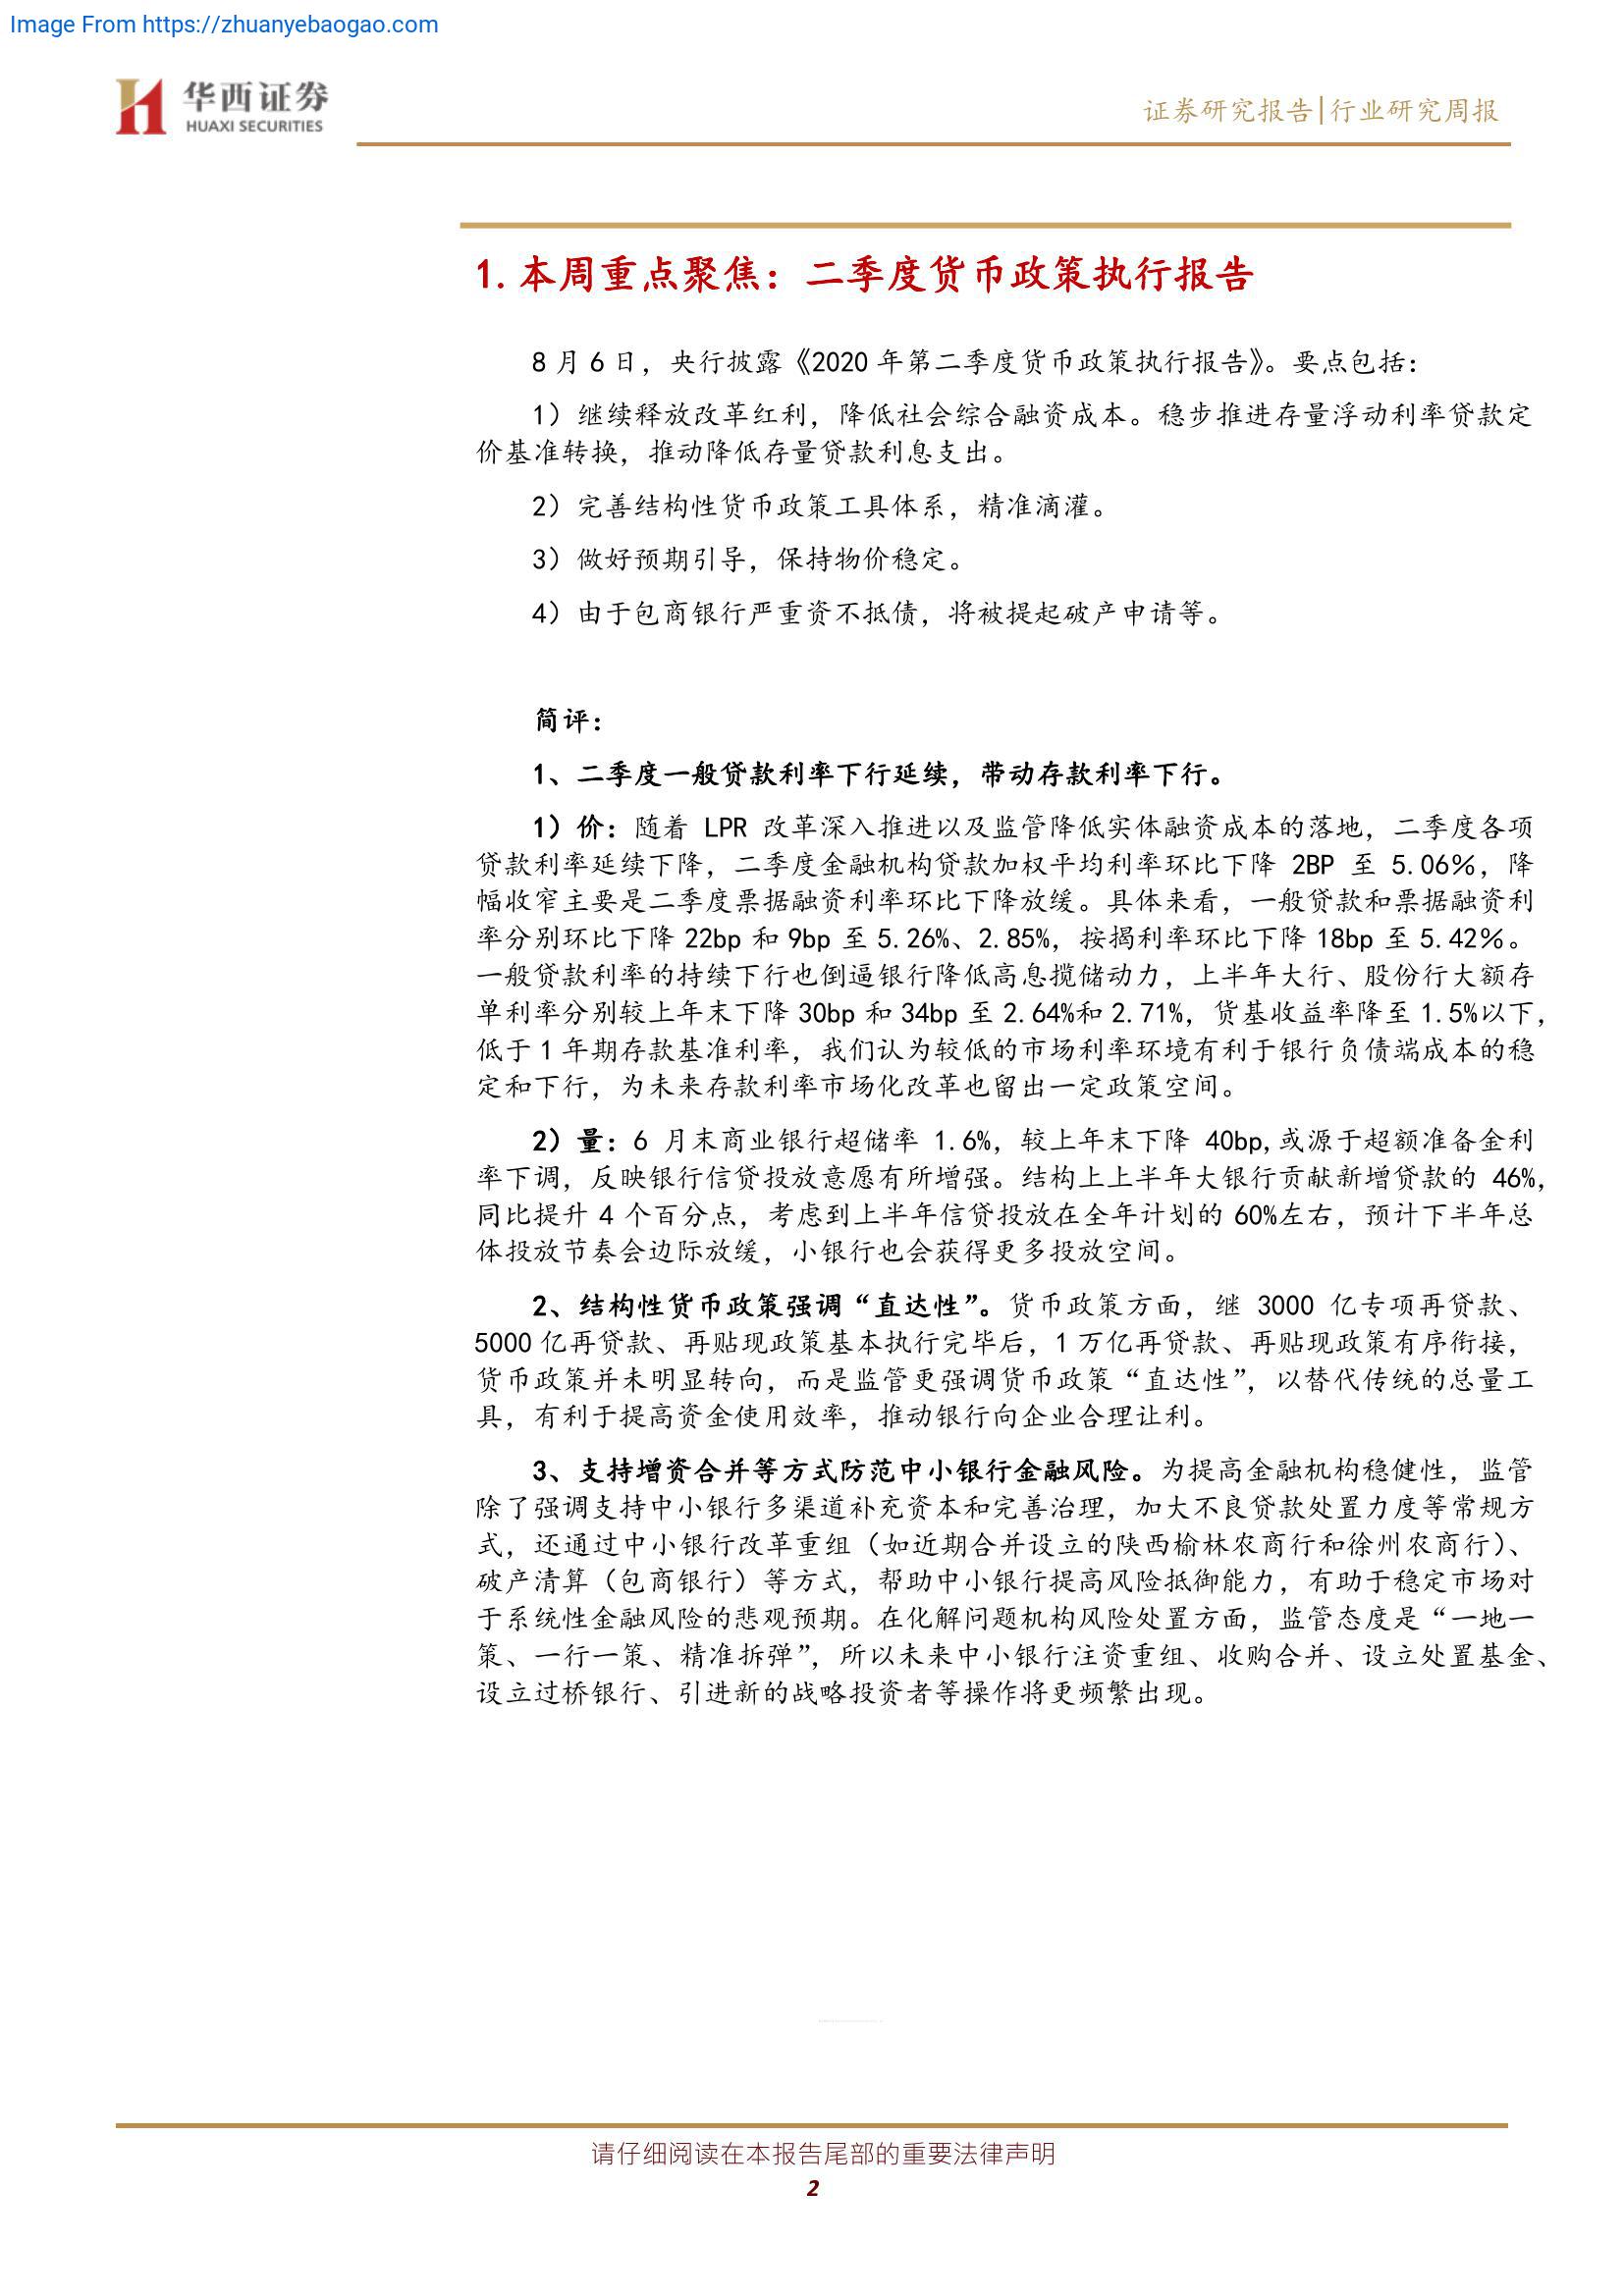 Image From https://zhuanyebaogao.com
华西证券
HUAXI SECURITIES
证券研究报告|行业研究周报
1.本周重点聚焦：二季度货币政策执行报告
8 月 6 日，央行披露《2020 年第二季度货币政策执行报告》。要点包括：
1）继续释放改革红利，降低社会综合融资成本。稳步推进存量浮动利率贷款定
价基准转换，推动降低存量贷款利息支出。
2）完善结构性货币政策工具体系，精准滴灌。
3）做好预期引导，保持物价稳定。
4）由于包商银行严重资不抵债，将被提起破产申请等。
简评：
1、二季度一般贷款利率下行延续，带动存款利率下行。
1）价：随着 LPR 改革深入推进以及监管降低实体融资成本的落地，二季度各项
贷款利率延续下降，二季度金融机构贷款加权平均利率环比下降 2BP 至 5.06%，降
幅收窄主要是二季度票据融资利率环比下降放缓。具体来看，一般贷款和票据融资利
率分别环比下降 22bp 和 9bp 至 5.26%、2.85%，按揭利率环比下降 18bp 至 5.42%。
一般贷款利率的持续下行也倒逼银行降低高息揽储动力，上半年大行、股份行大额存
单利率分别较上年末下降 30bp 和 34bp 至 2.64%和 2.71%，货基收益率降至 1.5%以下，
低于 1 年期存款基准利率，我们认为较低的市场利率环境有利于银行负债端成本的稳
定和下行，为未来存款利率市场化改革也留出一定政策空间。
2）量：6 月末商业银行超储率 1.6%，较上年末下降 40bp,或源于超额准备金利
率下调，反映银行信贷投放意愿有所增强。结构上上半年大银行贡献新增贷款的 46%，
同比提升 4 个百分点，考虑到上半年信贷投放在全年计划的 60%左右，预计下半年总
体投放节奏会边际放缓，小银行也会获得更多投放空间。
2、结构性货币政策强调“直达性”。货币政策方面，继 3000 亿专项再贷款、
5000 亿再贷款、再贴现政策基本执行完毕后，1 万亿再贷款、再贴现政策有序衔接，
货币政策并未明显转向，而是监管更强调货币政策“直达性”，以替代传统的总量工
具，有利于提高资金使用效率，推动银行向企业合理让利。
3、支持增资合并等方式防范中小银行金融风险。为提高金融机构稳健性，监管
除了强调支持中小银行多渠道补充资本和完善治理，加大不良贷款处置力度等常规方
式，还通过中小银行改革重组（如近期合并设立的陕西榆林农商行和徐州农商行）、
破产清算（包商银行）等方式，帮助中小银行提高风险抵御能力，有助于稳定市场对
于系统性金融风险的悲观预期。在化解问题机构风险处置方面，监管态度是“一地一
策、一行一策、精准拆弹”，所以未来中小银行注资重组、收购合并、设立处置基金、
设立过桥银行、引进新的战略投资者等操作将更频繁出现。
请仔细阅读在本报告尾部的重要法律声明
2